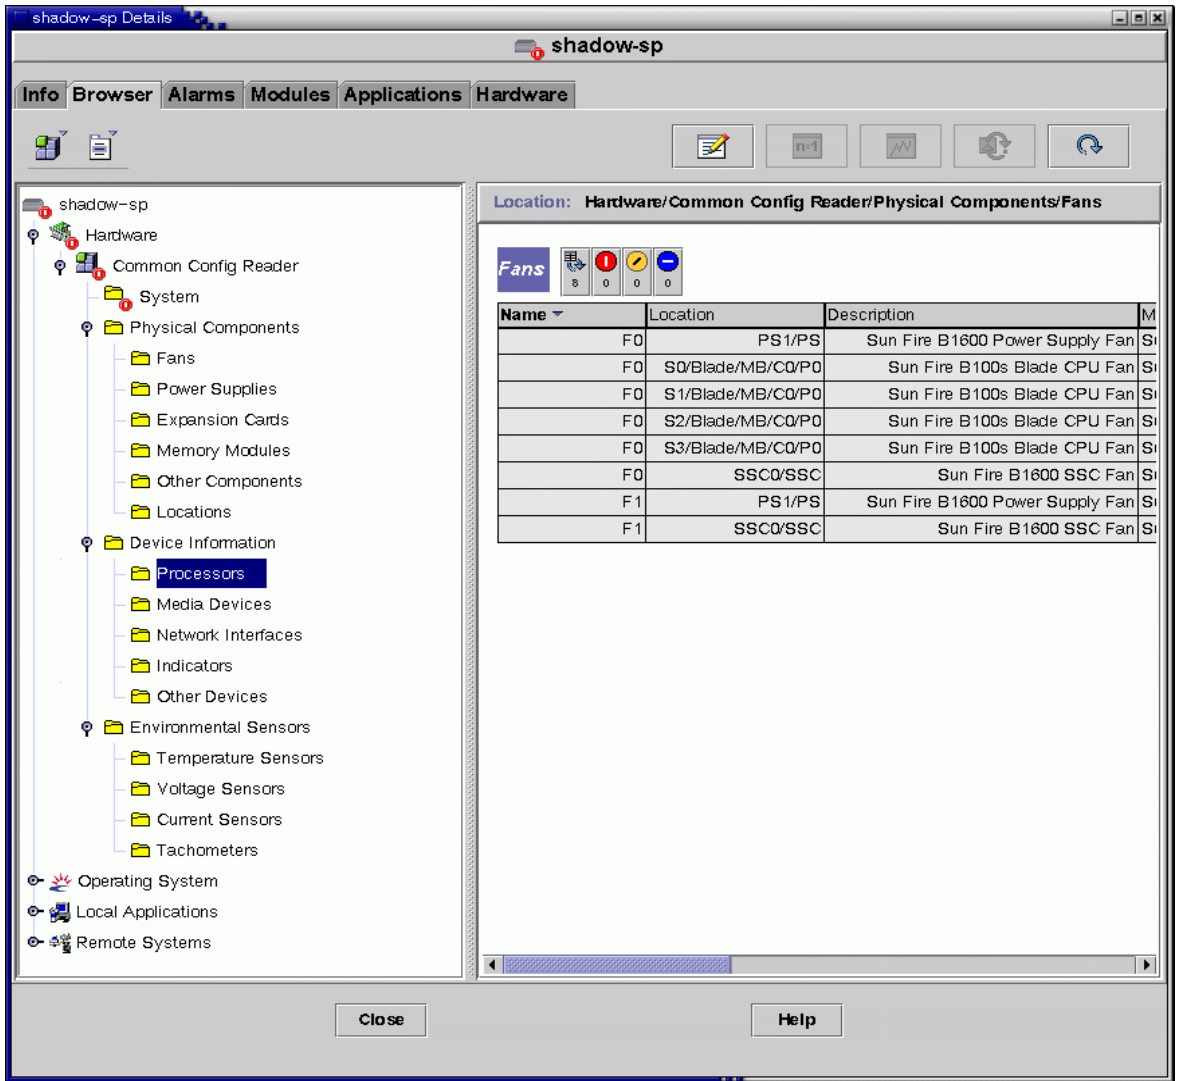 shadow-sp Details
shadow-sp
Info Browser Alarms Modules Applications Hardware
n=1
shadow-sp
Hardware
Common Config Reader
System
Physical Components
Fans
Power Supplies
Expansion Cards
Memory Modules
Other Components
Locations
Device Information
Processors
Media Devices
Network Interfaces
Indicators
Other Devices
Environmental Sensors
Temperature Sensors
Voltage Sensors
Current Sensors
Tachometers
Operating System
Local Applications
Remote Systems
Location: Hardware/Common Config Reader/Physical Components/Fans
Fans 8 0 0 0
Name Location Description M
F0 PS1/PS Sun Fire B1600 Power Supply Fan S
F0 S0/Blade/MB/C0/P0 Sun Fire B100s Blade CPU Fan S
F0 S1/Blade/MB/C0/P0 Sun Fire B100s Blade CPU Fan S
F0 S2/Blade/MB/C0/P0 Sun Fire B100s Blade CPU Fan S
F0 S3/Blade/MB/C0/P0 Sun Fire B100s Blade CPU Fan S
F0 SSC0/SSC Sun Fire B1600 SSC Fan S
F1 PS1/PS Sun Fire B1600 Power Supply Fan S
F1 SSC0/SSC Sun Fire B1600 SSC Fan S
Close Help